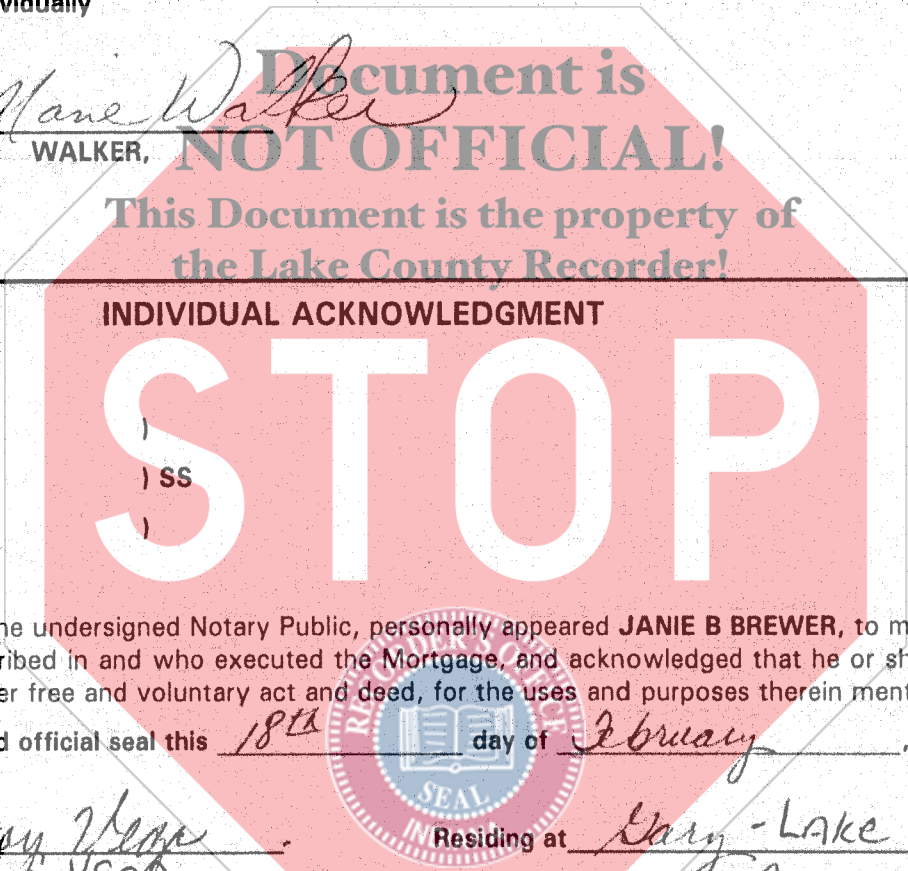 vidually
Marie Walker
WALKER,
Document is
NOT OFFICIAL!
This Document is the property of
the Lake County Recorder!
INDIVIDUAL ACKNOWLEDGMENT
STOP
)
) SS
)
ne undersigned Notary Public, personally appeared JANIE B BREWER, to m
ribed in and who executed the Mortgage, and acknowledged that he or sh
er free and voluntary act and deed, for the uses and purposes therein ment
d official seal this 18th day of February,
RECORDER'S OFFICE
SEAL
INDIANA
Residing at Gary - LAKE